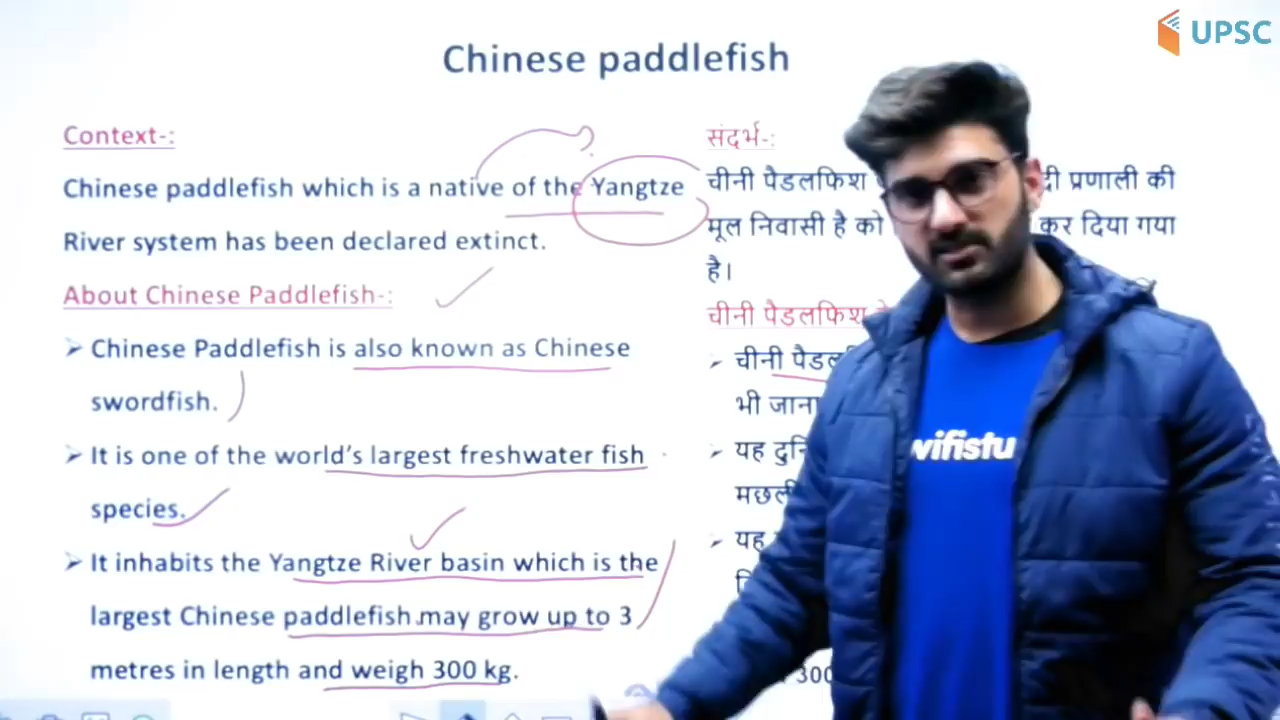 UPSC
Chinese paddlefish
Context-:
Chinese paddlefish which is a native of the Yangtze
River system has been declared extinct.
About Chinese Paddlefish-:
➢ Chinese Paddlefish is also known as Chinese
swordfish.
➢ It is one of the world's largest freshwater fish
species.
➢ It inhabits the Yangtze River basin which is the
largest Chinese paddlefish may grow up to 3
metres in length and weigh 300 kg.
संदर्भ-:
चीनी पैडलफिश प्रणाली की
मूल निवासी है को कर दिया गया
है।
चीनी पैडलफिश
➢ चीनी
भी जाना
➢ यह
➢ यह
300
wifistu